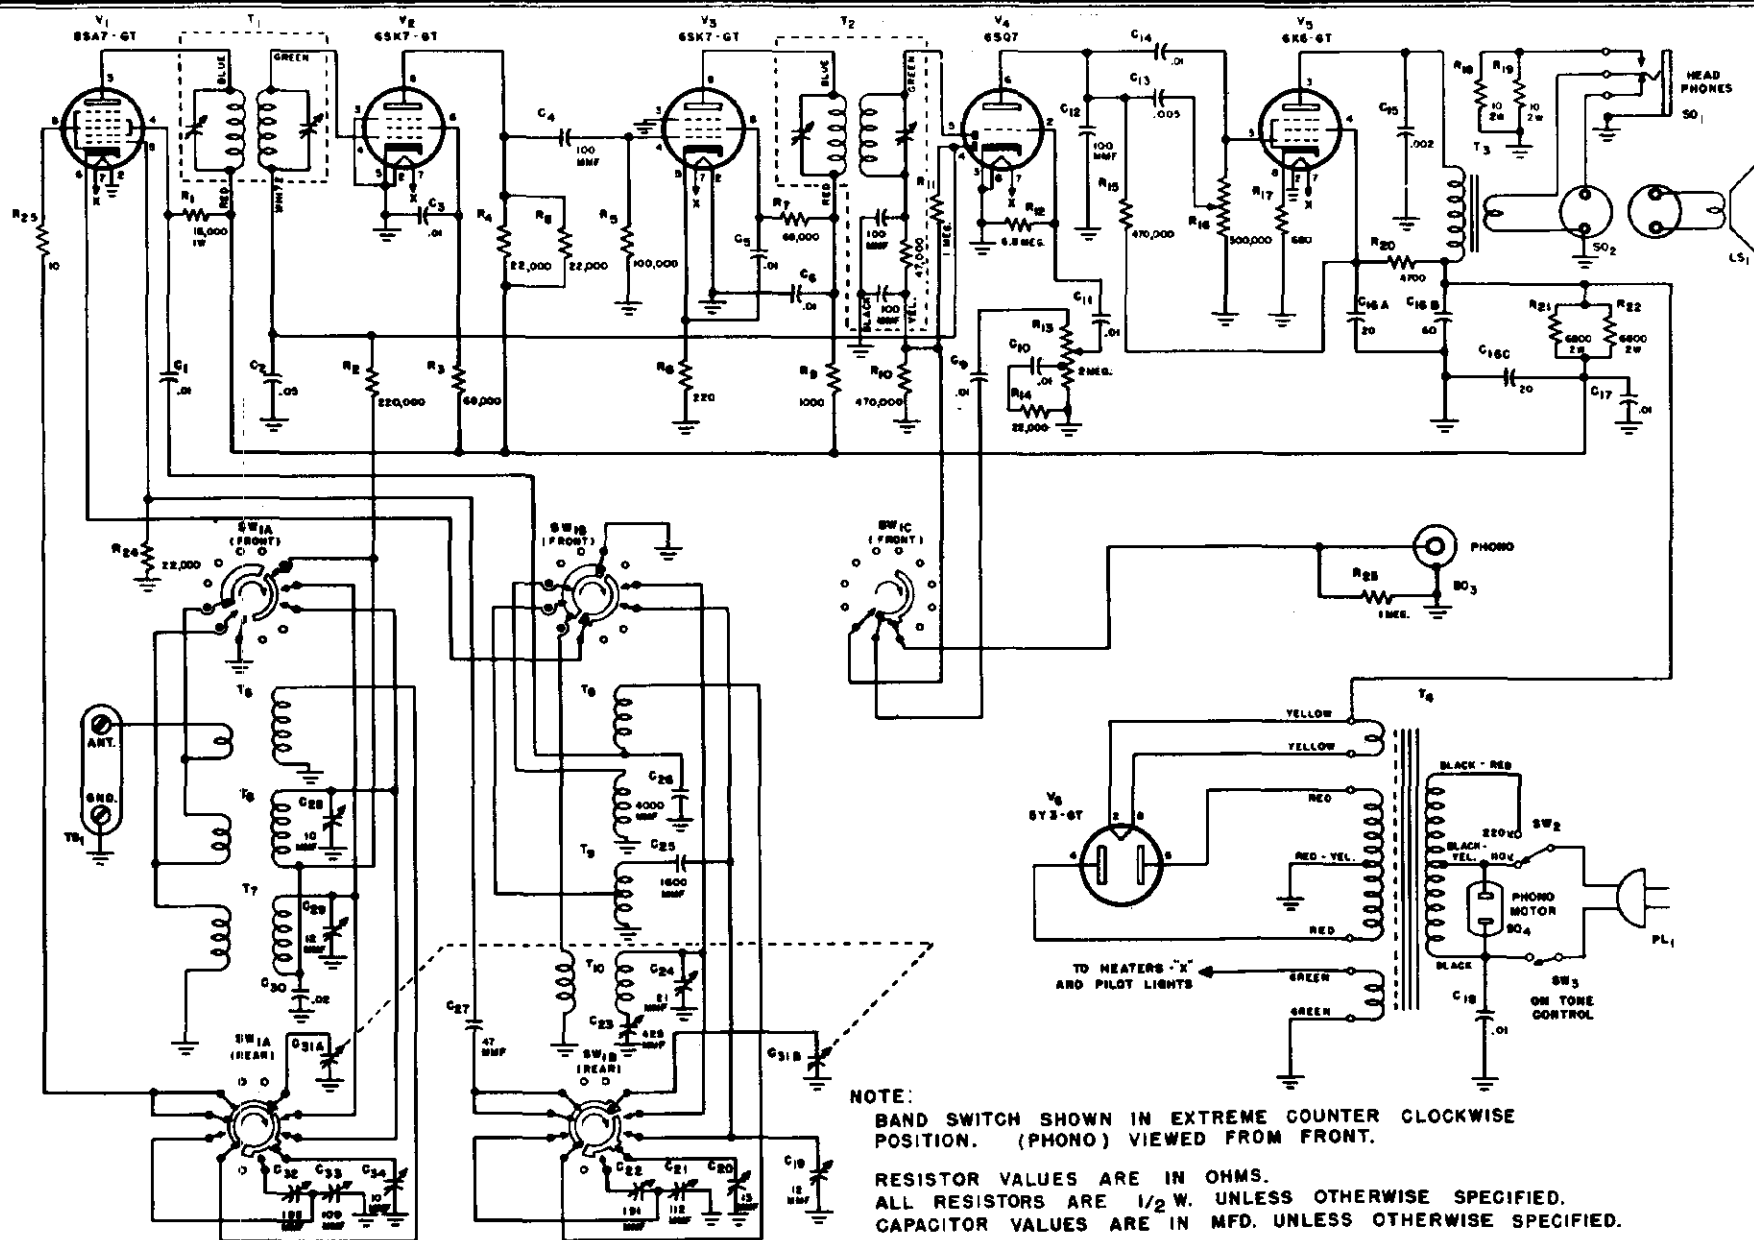 V1
6SA7-GT
T1
V2
6SK7-GT
V3
6SK7-GT
T2
V4
6SQ7
V5
6K6-GT
BLUE
GREEN
RED
WHITE
BLUE
GREEN
RED
BLACK
YEL.
R25
10
R1
15,000
1W
C3
.01
C4
100
MMF
R4
22,000
R8
22,000
R5
100,000
R7
68,000
C5
.01
C6
.01
100
MMF
47,000
100
MMF
R11
1 MEG.
R12
6.8 MEG.
C12
100
MMF
C14
.01
C13
.005
R15
470,000
R16
500,000
R17
680
C15
.002
R18
10
2W
R19
10
2W
HEAD
PHONES
SO1
T3
SO2
LS1
R20
4700
C16A
20
C16B
60
R21
6800
2W
R22
6800
2W
C16C
20
C17
.01
C1
.01
C2
.05
R2
220,000
R3
68,000
R6
220
R9
1000
R10
470,000
C9
.01
C10
.01
R13
2 MEG.
R14
22,000
C11
.01
R24
22,000
SW1A
(FRONT)
SW1B
(FRONT)
SW1C
(FRONT)
PHONO
SO3
R25
1 MEG.
ANT.
GND.
TB1
T5
T6
C28
10
MMF
T7
C29
12
MMF
C30
.02
T8
C26
4000
MMF
T9
C25
1600
MMF
T10
C24
21
MMF
C23
425
MMF
C27
47
MMF
SW1A
(REAR)
C31A
SW1B
(REAR)
C31B
C32
C33
109
MMF
C34
10
MMF
C22
191
MMF
C21
112
MMF
C20
15
MMF
C19
12
MMF
V6
5Y3-GT
YELLOW
YELLOW
RED
RED-YEL.
RED
GREEN
GREEN
T4
BLACK-RED
220V.
BLACK-
YEL.
110V.
BLACK
SW2
PHONO
MOTOR
SO4
PL1
SW3
ON TONE
CONTROL
C18
.01
TO HEATERS-"X"
AND PILOT LIGHTS
NOTE:
BAND SWITCH SHOWN IN EXTREME COUNTER CLOCKWISE
POSITION. (PHONO) VIEWED FROM FRONT.
RESISTOR VALUES ARE IN OHMS.
ALL RESISTORS ARE 1/2 W. UNLESS OTHERWISE SPECIFIED.
CAPACITOR VALUES ARE IN MFD. UNLESS OTHERWISE SPECIFIED.